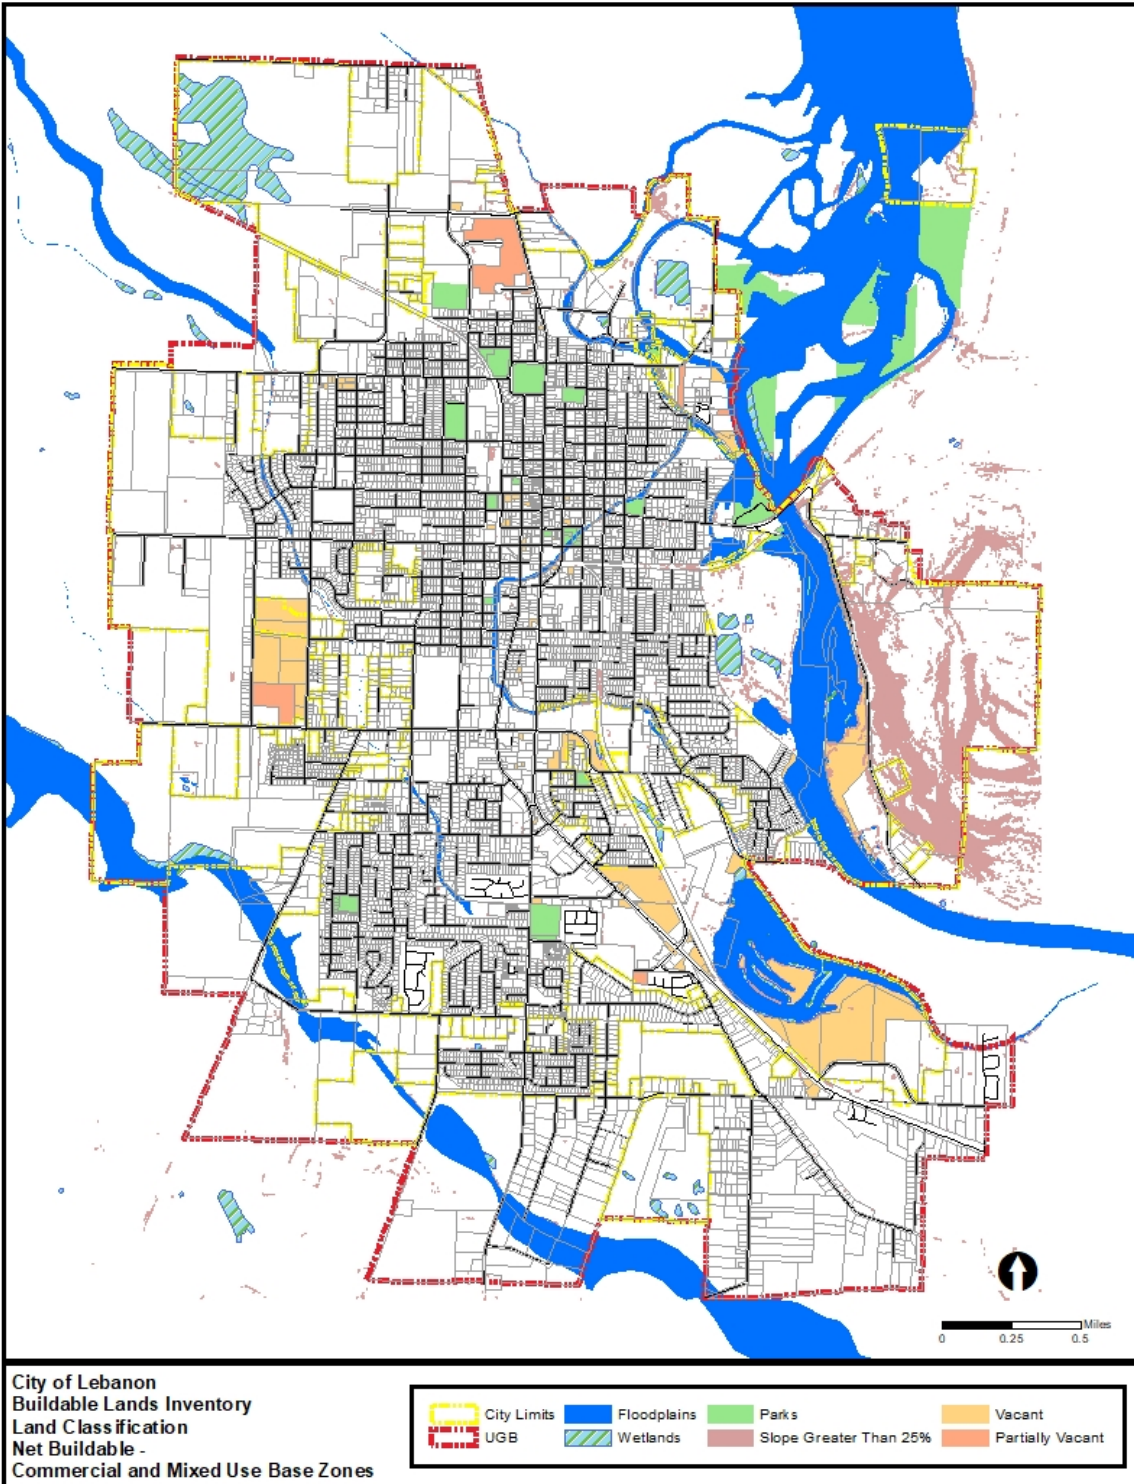 Miles
0 0.25 0.5
City of Lebanon
Buildable Lands Inventory
Land Classification
Net Buildable -
Commercial and Mixed Use Base Zones
City Limits Floodplains Parks Vacant
UGB Wetlands Slope Greater Than 25% Partially Vacant